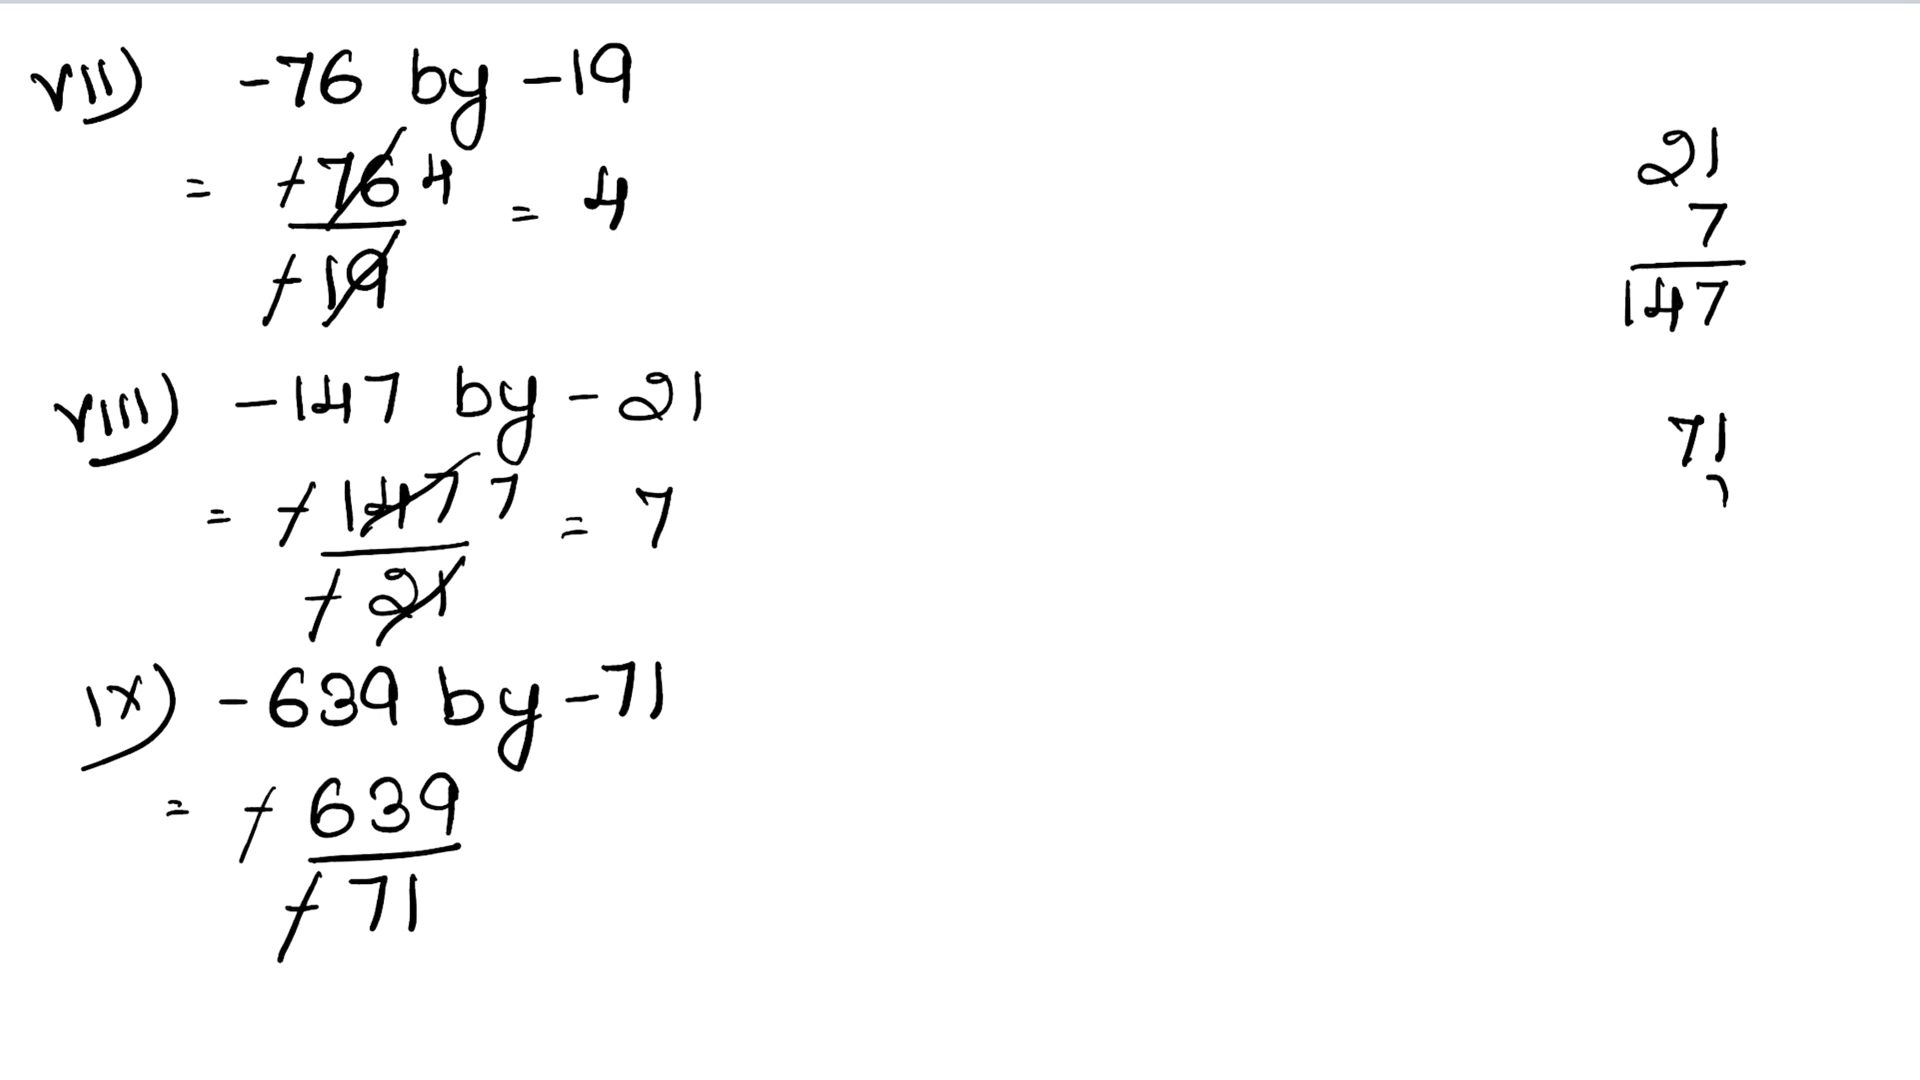 vii) -76 by -19
= -76 4 = 4
-19
viii) -147 by -21
= -147 7 = 7
-21
ix) -639 by -71
= -639
-71
21
7
147
71